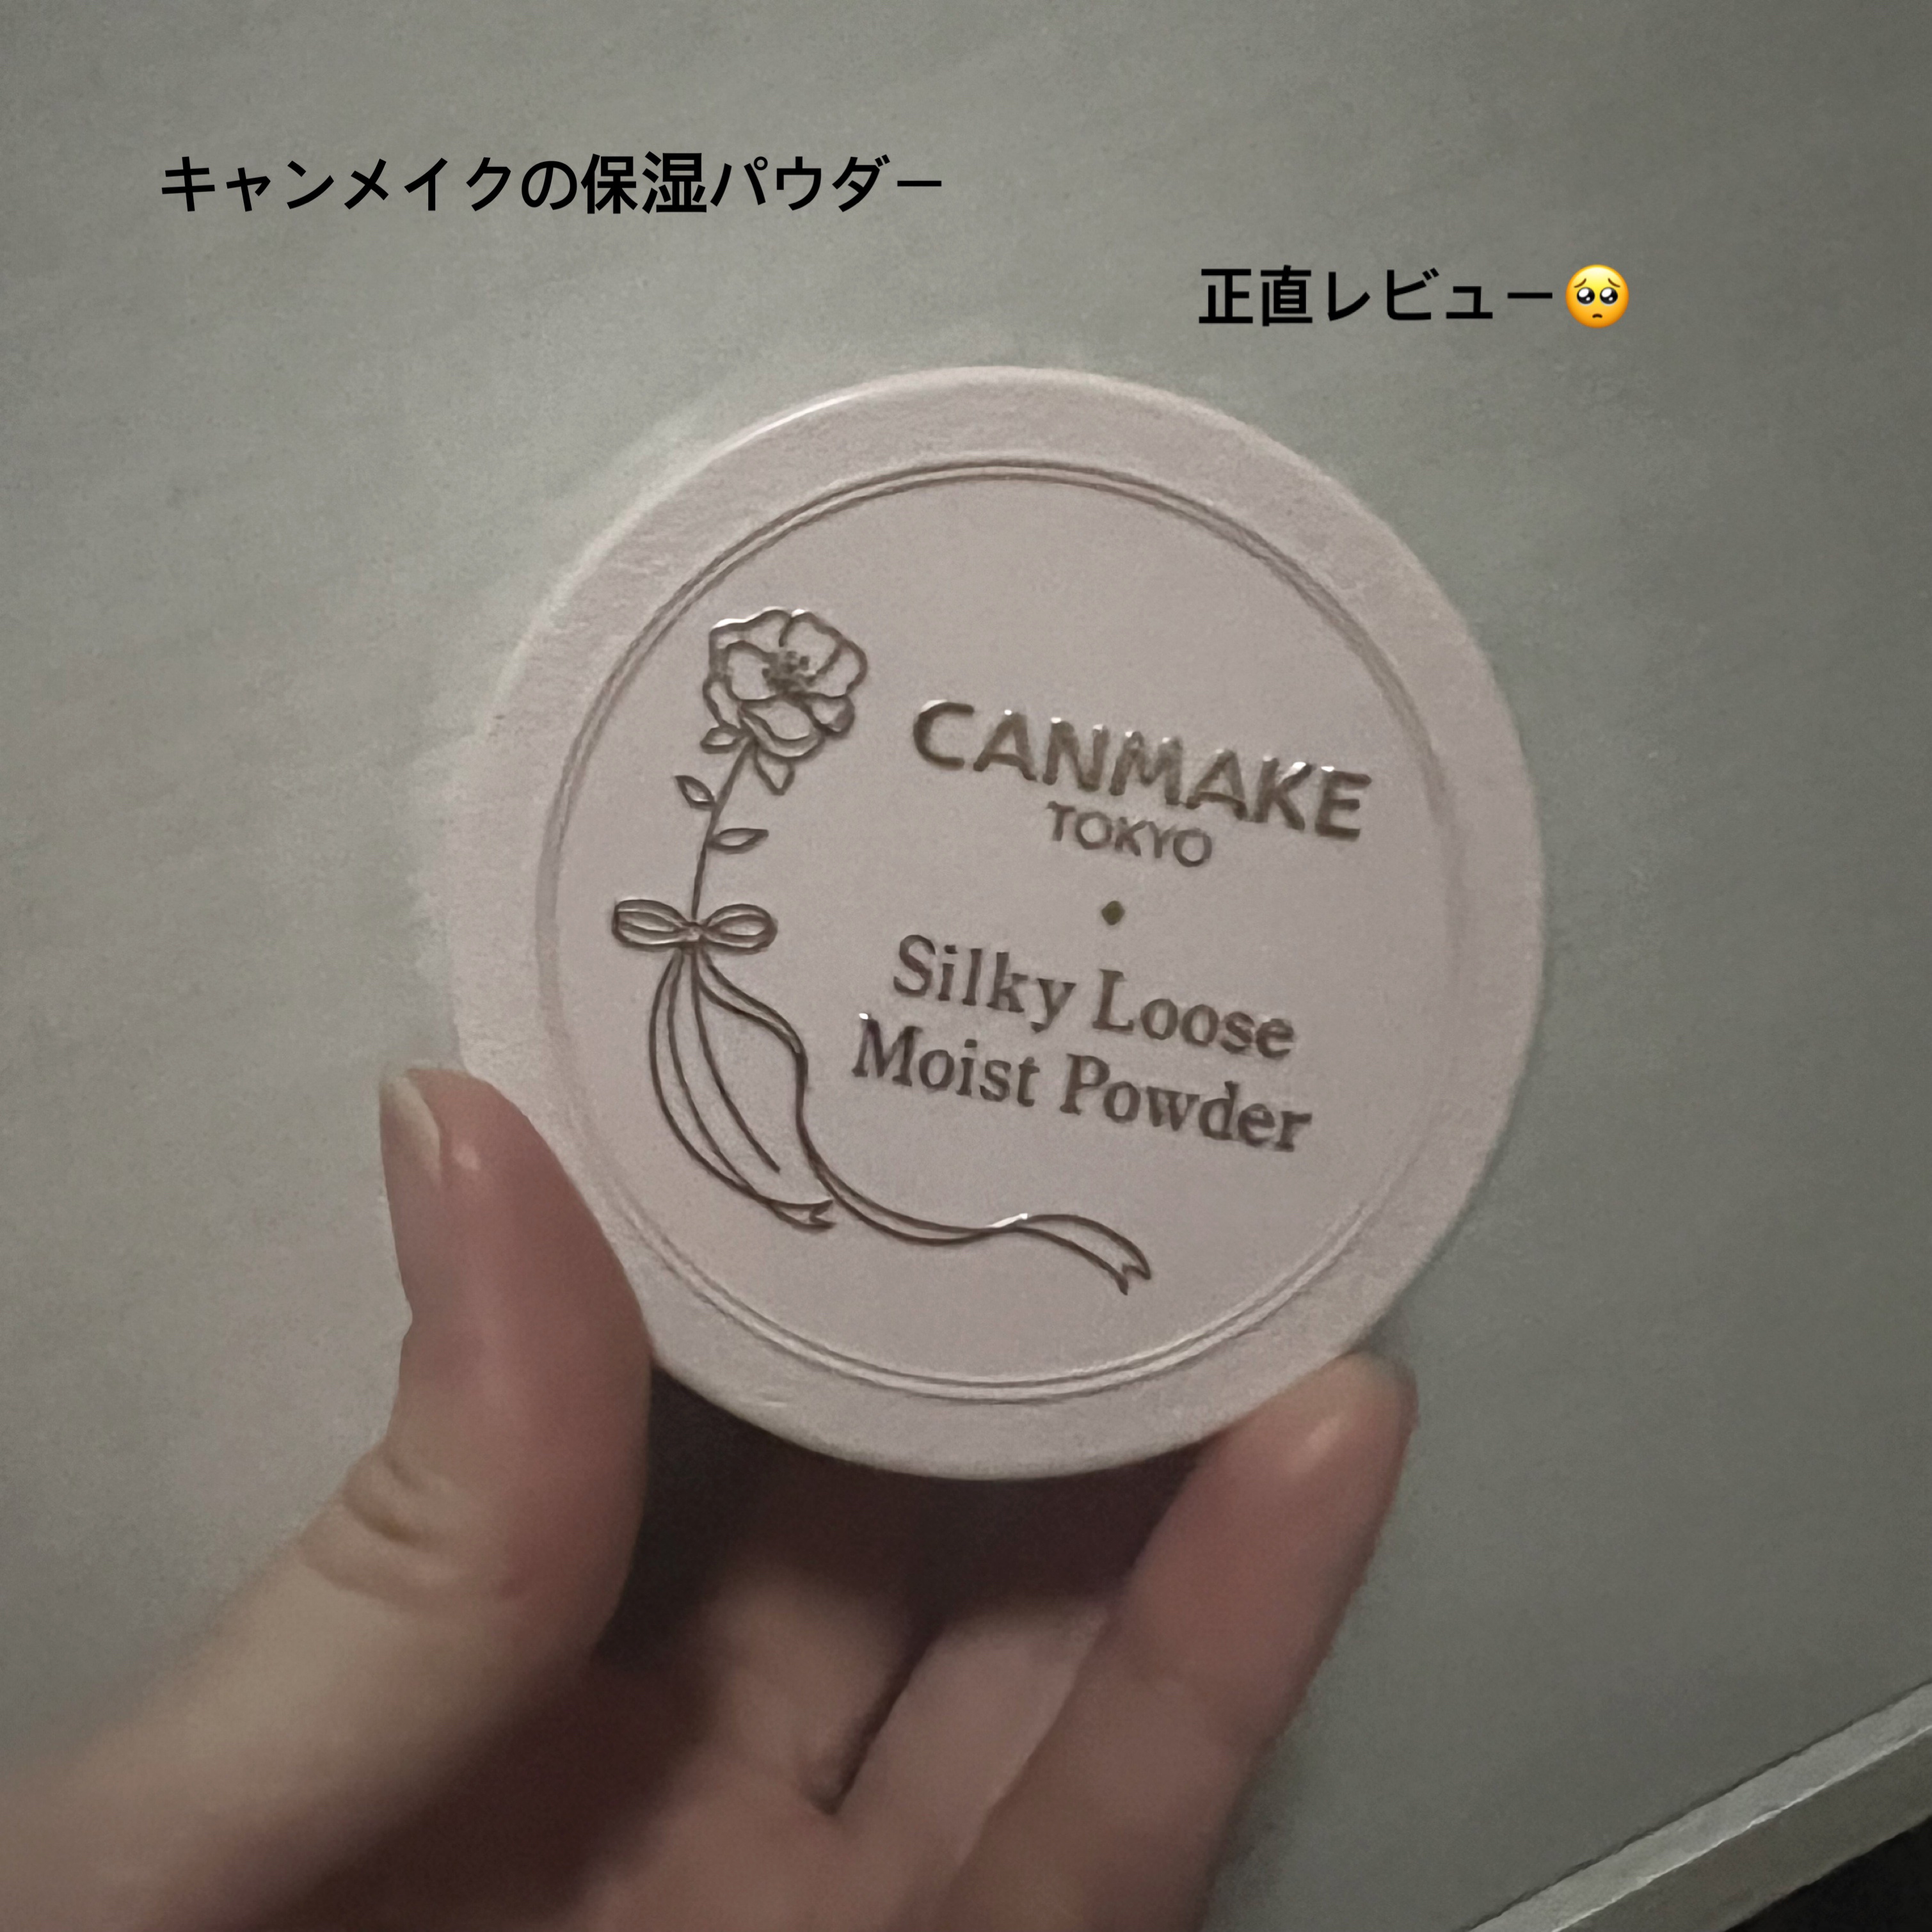 キャンメイクの保湿パウダー
正直レビュー🥺
CANMAKE
TOKYO
Silky Loose
Moist Powder